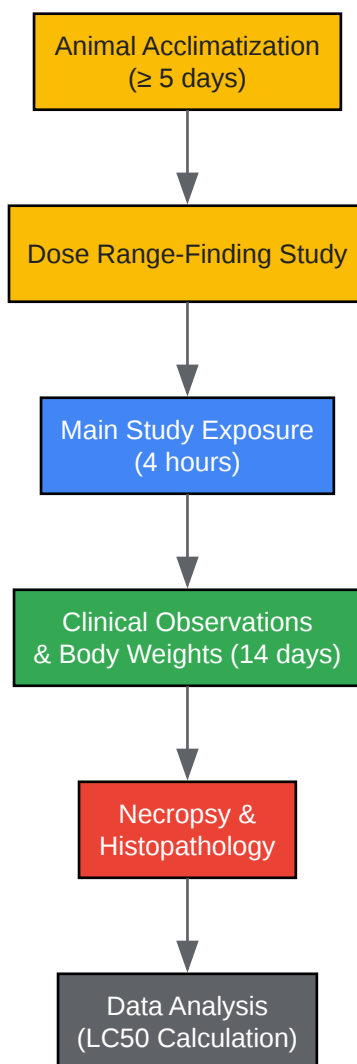 Animal Acclimatization
(≥ 5 days)
Dose Range-Finding Study
Main Study Exposure
(4 hours)
Clinical Observations
& Body Weights (14 days)
Necropsy &
Histopathology
Data Analysis
(LC50 Calculation)